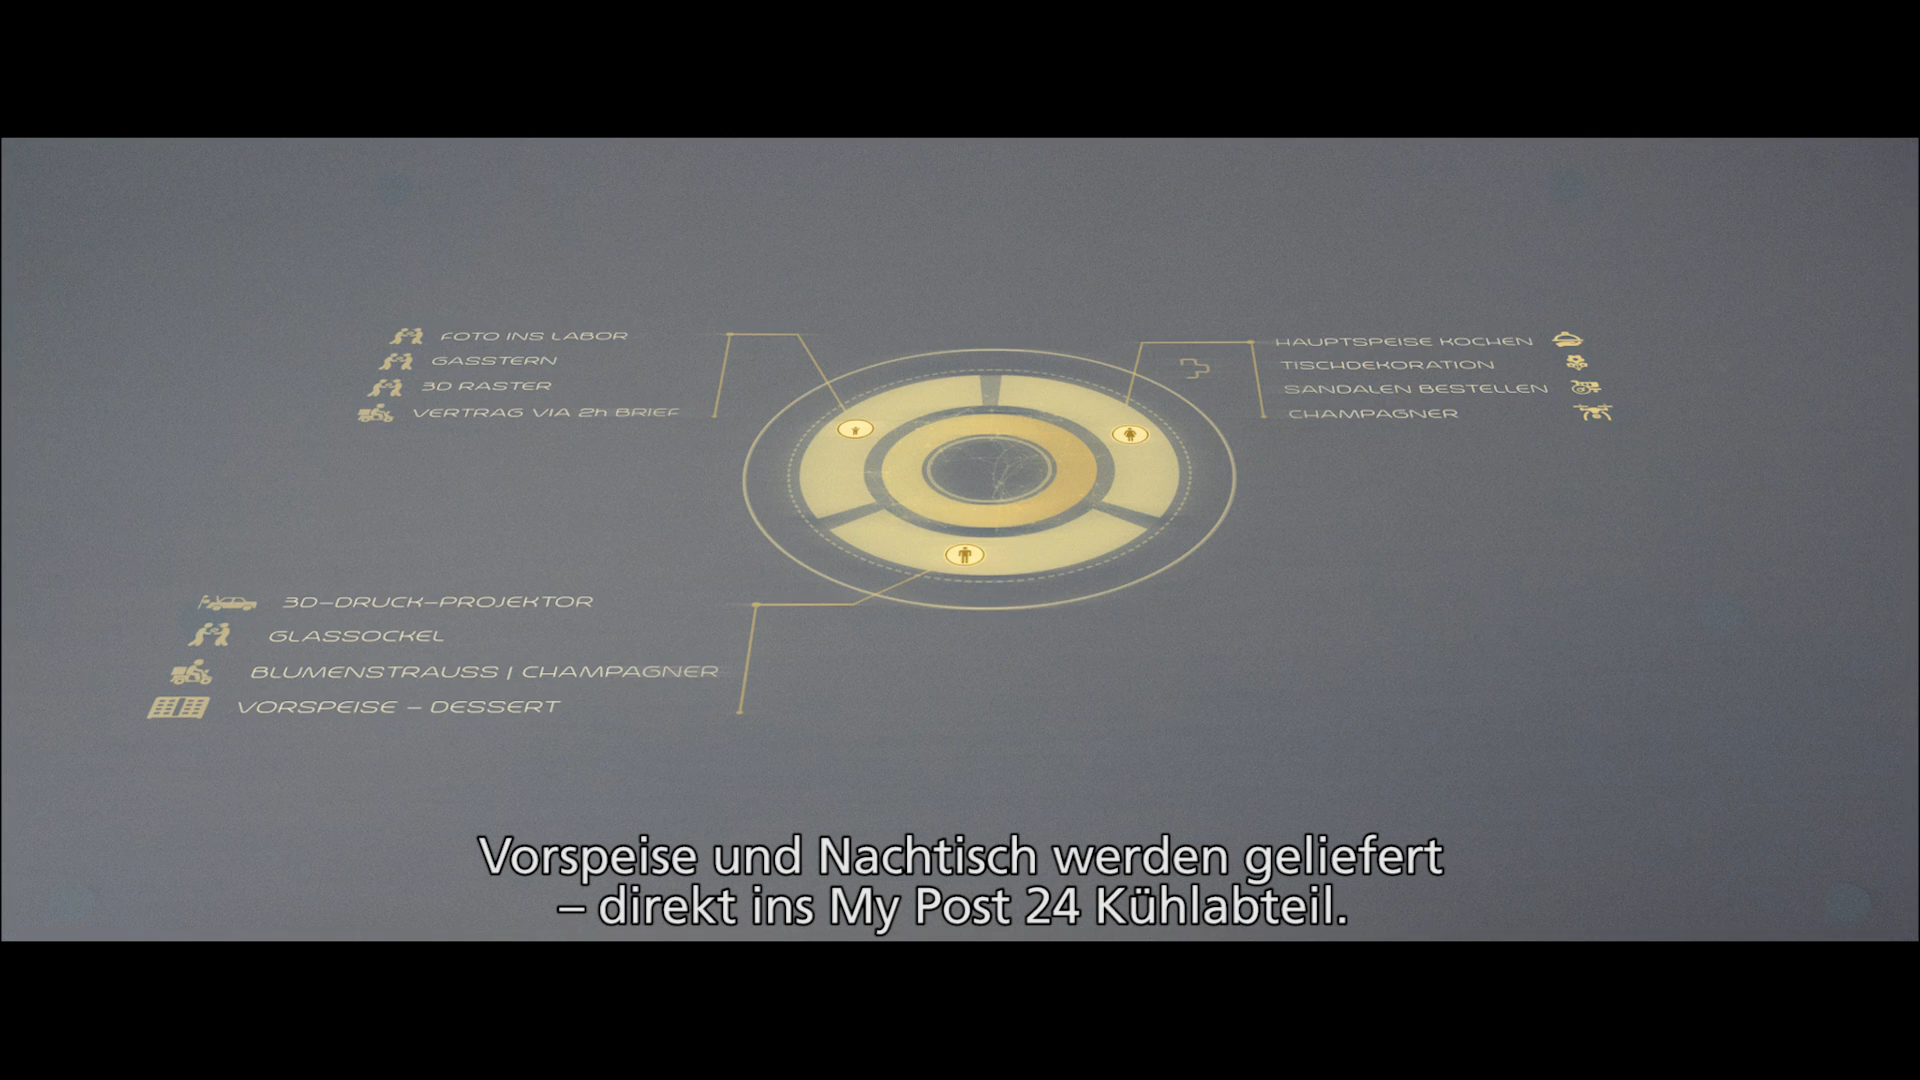 FOTO INS LABOR
GASSTERN
3D RASTER
VERTRAG VIA 2h BRIEF
HAUPTSPEISE KOCHEN
TISCHDEKORATION
SANDALEN BESTELLEN
CHAMPAGNER
3D-DRUCK-PROJEKTOR
GLASSOCKEL
BLUMENSTRAUSS | CHAMPAGNER
VORSPEISE - DESSERT
Vorspeise und Nachtisch werden geliefert
– direkt ins My Post 24 Kühlabteil.